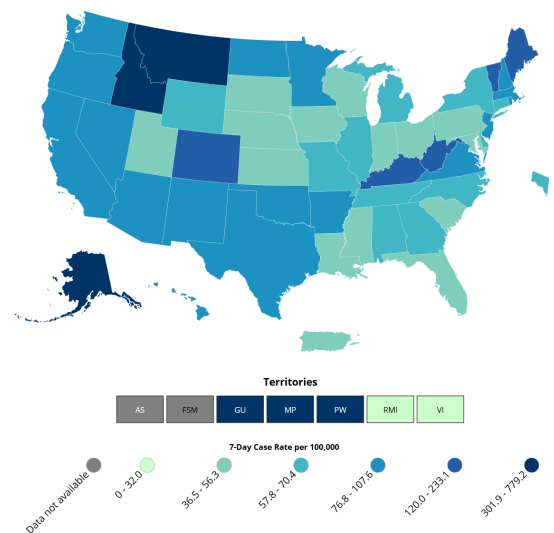 Territories
AS FSM GU MP PW RMI VI
7-Day Case Rate per 100,000
Data not available
0 - 32.0
36.5 - 56.3
57.8 - 70.4
76.8 - 107.6
120.0 - 233.1
301.9 - 779.2